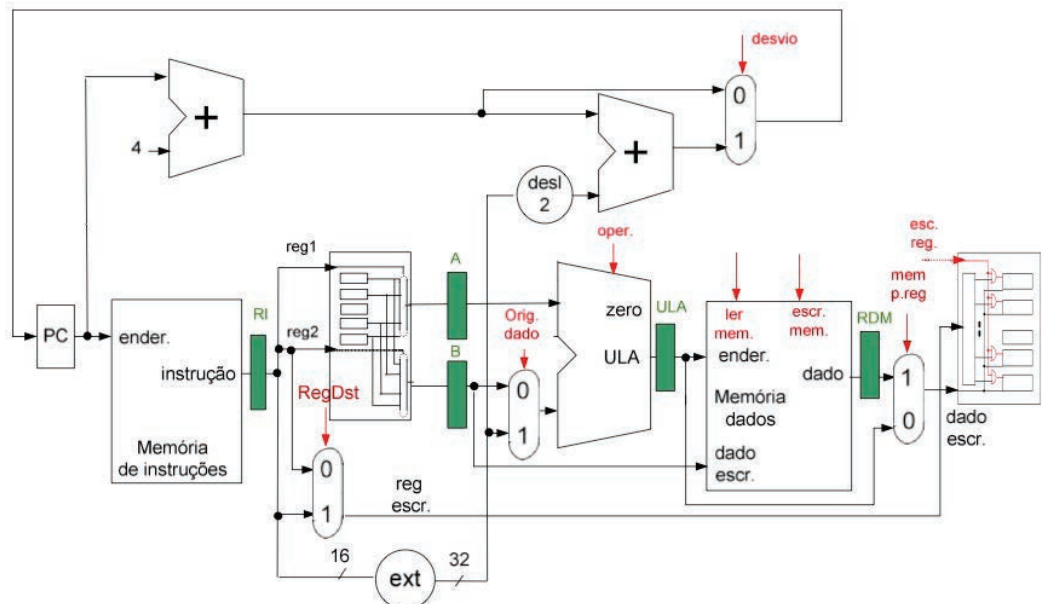 desvio
+
0
1
4
+
desl
2
esc.
reg.
reg1
A
oper.
mem
p.reg
PC
ender.
RI
reg2
B
Orig.
dado
zero
ULA
ULA
ler
mem.
escr.
mem.
RDM
ender.
instrução
RegDst
0
1
dado
1
0
Memória
dados
dado
escr.
Memória
de instruções
0
1
reg
escr.
dado
escr.
16
ext
32